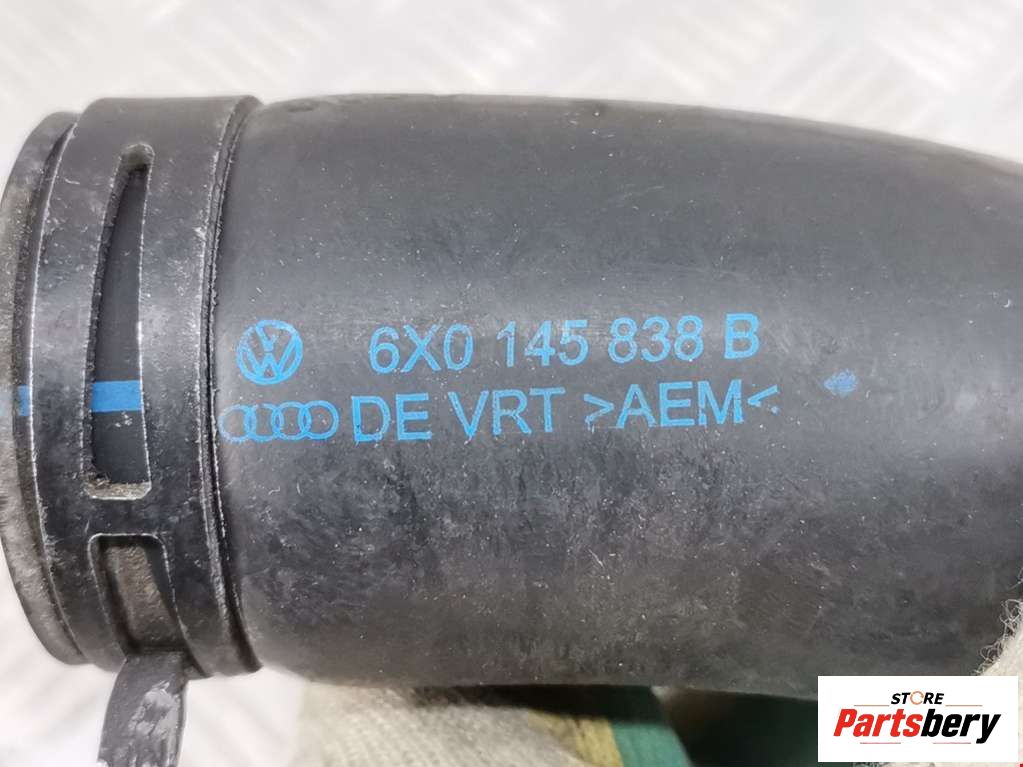 6X0 145 838 B
DE VRT >AEM<
STORE
Partsbery